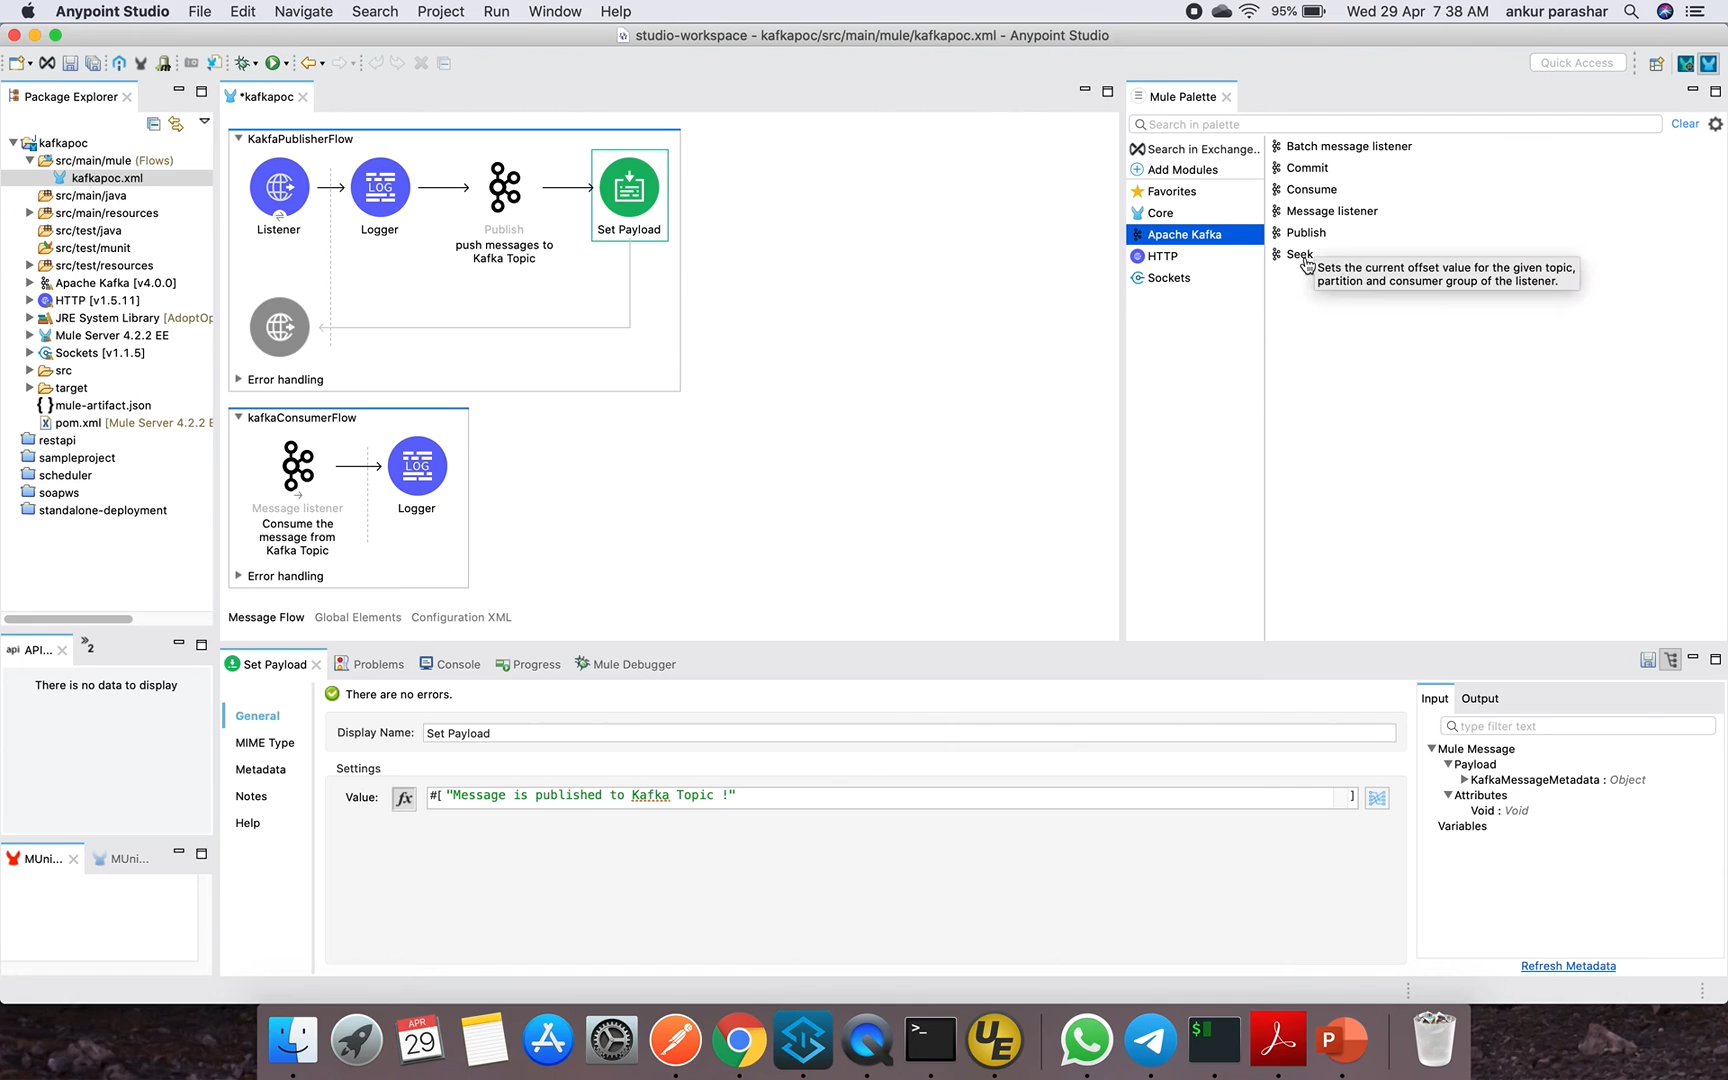 Anypoint Studio File Edit Navigate Search Project Run Window Help
95% Wed 29 Apr 7 38 AM ankur parashar
studio-workspace - kafkapoc/src/main/mule/kafkapoc.xml - Anypoint Studio
Quick Access
Package Explorer
kafkapoc
src/main/mule (Flows)
kafkapoc.xml
src/main/java
src/main/resources
src/test/java
src/test/munit
src/test/resources
Apache Kafka [v4.0.0]
HTTP [v1.5.11]
JRE System Library [AdoptOp
Mule Server 4.2.2 EE
Sockets [v1.1.5]
src
target
mule-artifact.json
pom.xml [Mule Server 4.2.2 E
restapi
sampleproject
scheduler
soapws
standalone-deployment
*kafkapoc
KakfaPublisherFlow
LOG
Listener
Logger
Publish
push messages to
Kafka Topic
Set Payload
Error handling
kafkaConsumerFlow
LOG
Message listener
Consume the
message from
Kafka Topic
Logger
Error handling
Message Flow Global Elements Configuration XML
Mule Palette
Search in palette
Clear
Search in Exchange..
Add Modules
Favorites
Core
Apache Kafka
HTTP
Sockets
Batch message listener
Commit
Consume
Message listener
Publish
Seek
Sets the current offset value for the given topic,
partition and consumer group of the listener.
api API...
2
There is no data to display
MUni...
MUni...
Set Payload Problems Console Progress Mule Debugger
There are no errors.
General
MIME Type
Metadata
Notes
Help
Display Name: Set Payload
Settings
Value: fx #[ "Message is published to Kafka Topic !" ]
Input Output
type filter text
Mule Message
Payload
KafkaMessageMetadata : Object
Attributes
Void : Void
Variables
Refresh Metadata
APR
29
>_
UE
$
P